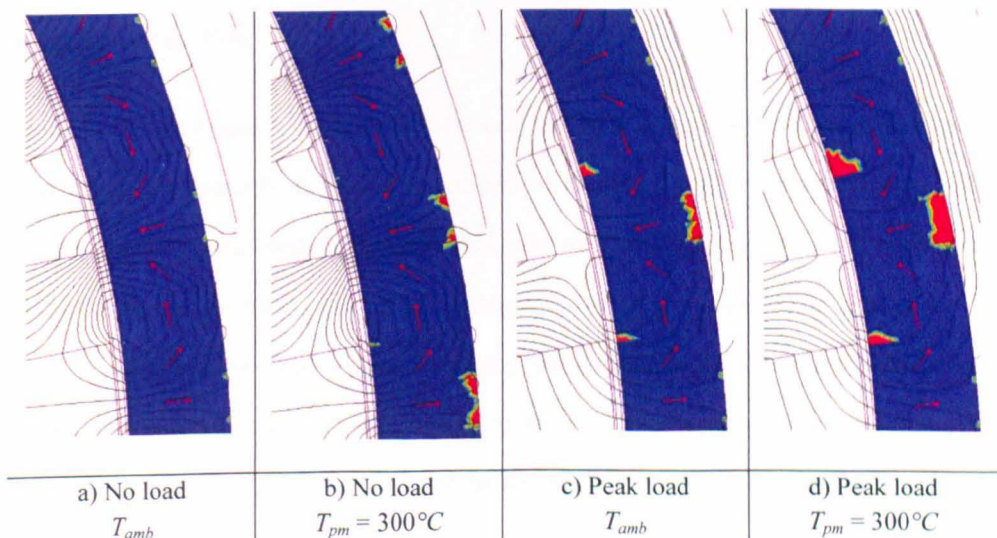 a) No load
T_amb
b) No load
T_pm = 300°C
c) Peak load
T_amb
d) Peak load
T_pm = 300°C